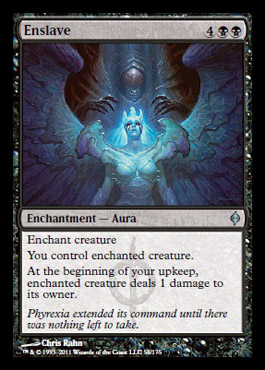 Enslave 4
Enchantment — Aura
Enchant creature
You control enchanted creature.
At the beginning of your upkeep,
enchanted creature deals 1 damage to
its owner.
Phyrexia extended its command until there
was nothing left to take.
Chris Rahn
™ & © 1993–2011 Wizards of the Coast LLC 58/175